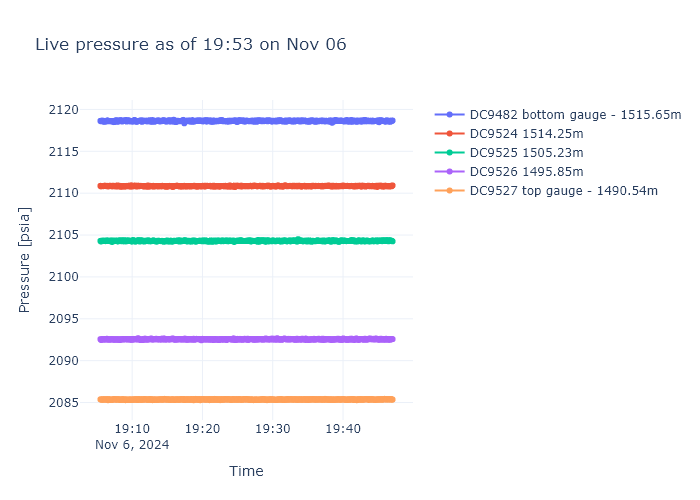 Live pressure as of 19:53 on Nov 06
DC9482 bottom gauge - 1515.65m
DC9524 1514.25m
DC9525 1505.23m
DC9526 1495.85m
DC9527 top gauge - 1490.54m
Pressure [psia]
2120
2115
2110
2105
2100
2095
2090
2085
19:10 19:20 19:30 19:40
Nov 6, 2024
Time